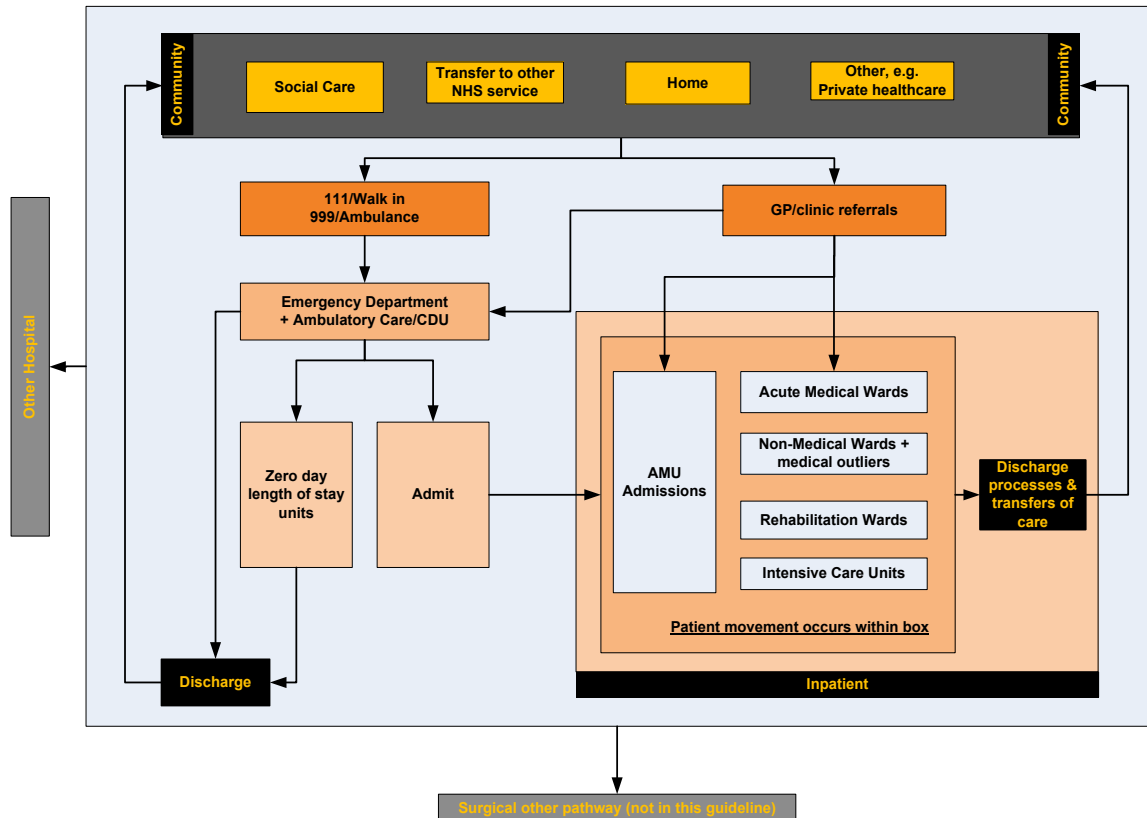 Community
Social Care
Transfer to other
NHS service
Home
Other, e.g.
Private healthcare
Community
111/Walk in
999/Ambulance
GP/clinic referrals
Emergency Department
+ Ambulatory Care/CDU
Other Hospital
Zero day
length of stay
units
Admit
AMU
Admissions
Acute Medical Wards
Non-Medical Wards +
medical outliers
Rehabilitation Wards
Intensive Care Units
Patient movement occurs within box
Discharge
processes &
transfers of
care
Discharge
Inpatient
Surgical other pathway (not in this guideline)